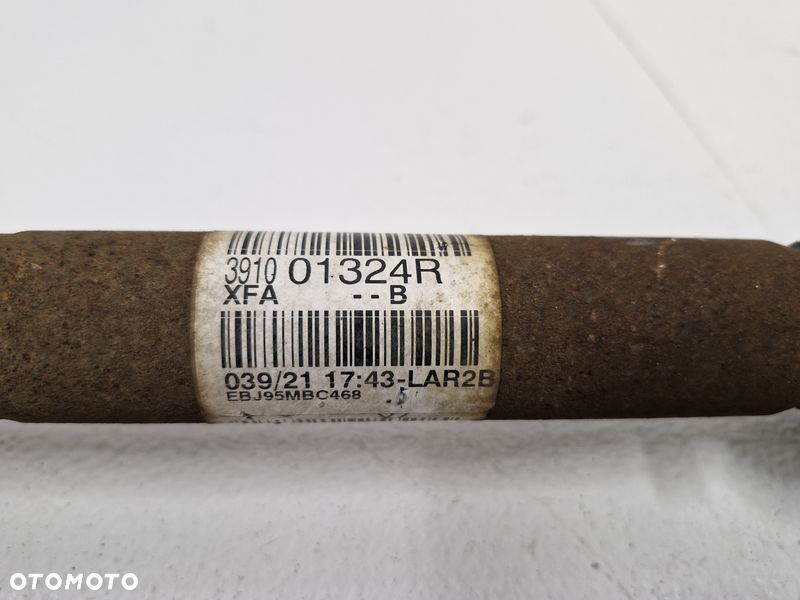 3910 01324R
XFA --B
039/21 17:43-LAR2B
EBJ95MBC468
OTOMOTO